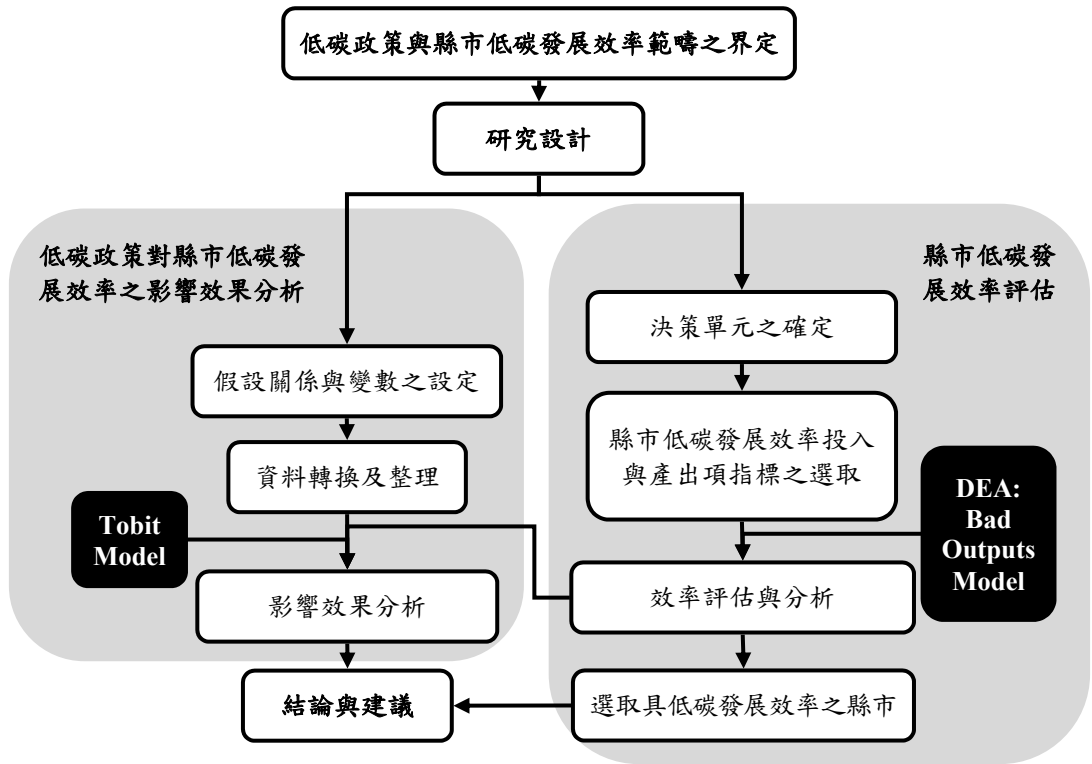 低碳政策與縣市低碳發展效率範疇之界定
研究設計
低碳政策對縣市低碳發
展效率之影響效果分析
假設關係與變數之設定
資料轉換及整理
Tobit
Model
影響效果分析
結論與建議
縣市低碳發
展效率評估
決策單元之確定
縣市低碳發展效率投入
與產出項指標之選取
DEA:
Bad
Outputs
Model
效率評估與分析
選取具低碳發展效率之縣市